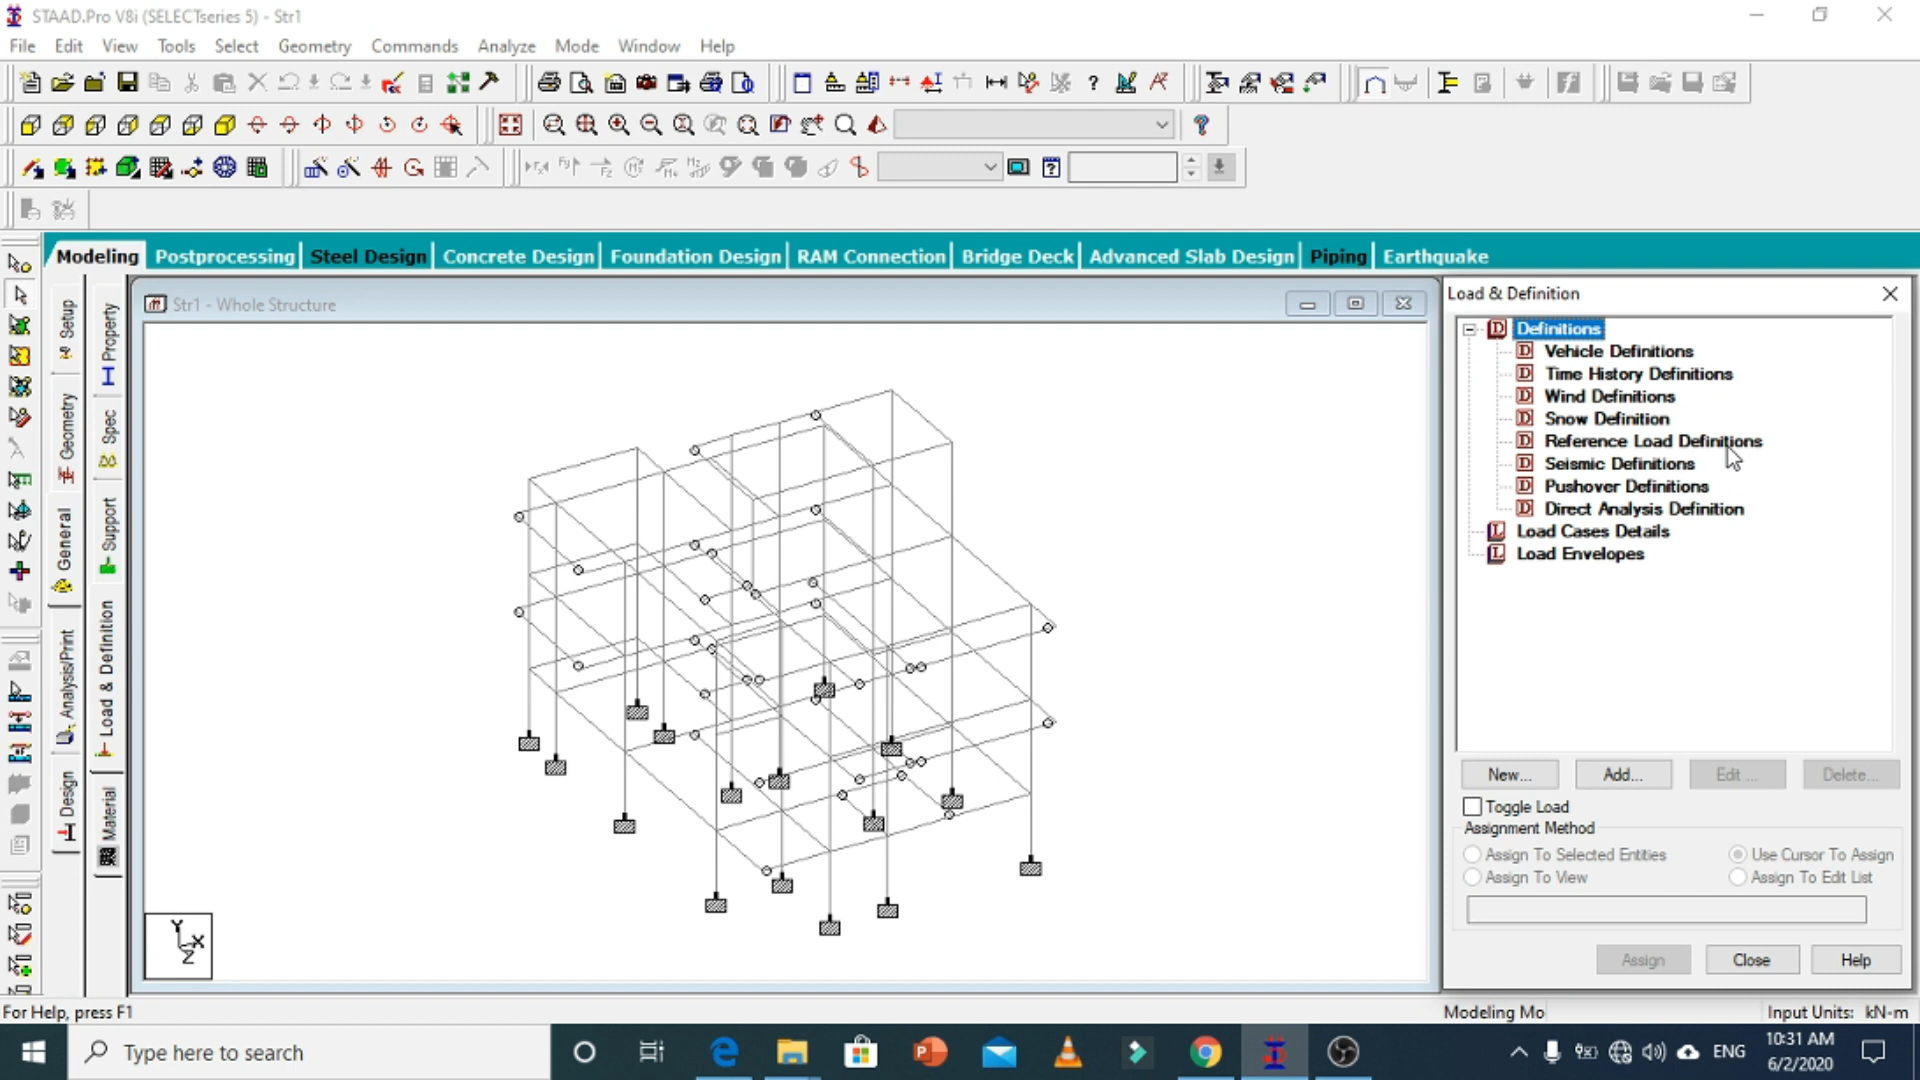 STAAD.Pro V8i (SELECTseries 5) - Str1
File Edit View Tools Select Geometry Commands Analyze Mode Window Help
Modeling Postprocessing Steel Design Concrete Design Foundation Design RAM Connection Bridge Deck Advanced Slab Design Piping Earthquake
Setup
Geometry
General
Analysis/Print
Design
Property
Spec
Support
Load & Definition
Material
Str1 - Whole Structure
Y
X
Z
Load & Definition
Definitions
Vehicle Definitions
Time History Definitions
Wind Definitions
Snow Definition
Reference Load Definitions
Seismic Definitions
Pushover Definitions
Direct Analysis Definition
Load Cases Details
Load Envelopes
New... Add... Edit ... Delete...
Toggle Load
Assignment Method
Assign To Selected Entities Use Cursor To Assign
Assign To View Assign To Edit List
Assign Close Help
For Help, press F1 Modeling Mo Input Units: kN-m
Type here to search ENG 10:31 AM
6/2/2020